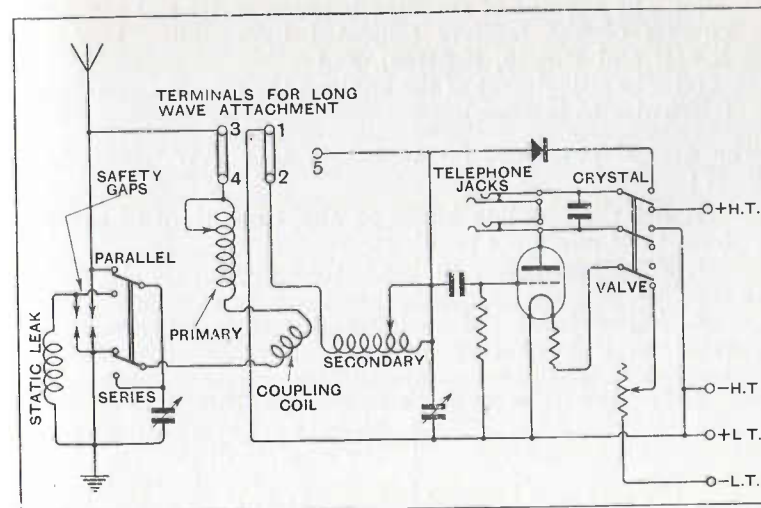 TERMINALS FOR LONG
WAVE ATTACHMENT
3
1
4
2
5
SAFETY
GAPS
PARALLEL
STATIC LEAK
SERIES
PRIMARY
COUPLING
COIL
SECONDARY
TELEPHONE
JACKS
CRYSTAL
VALVE
+H.T.
-H.T.
+L.T.
-L.T.